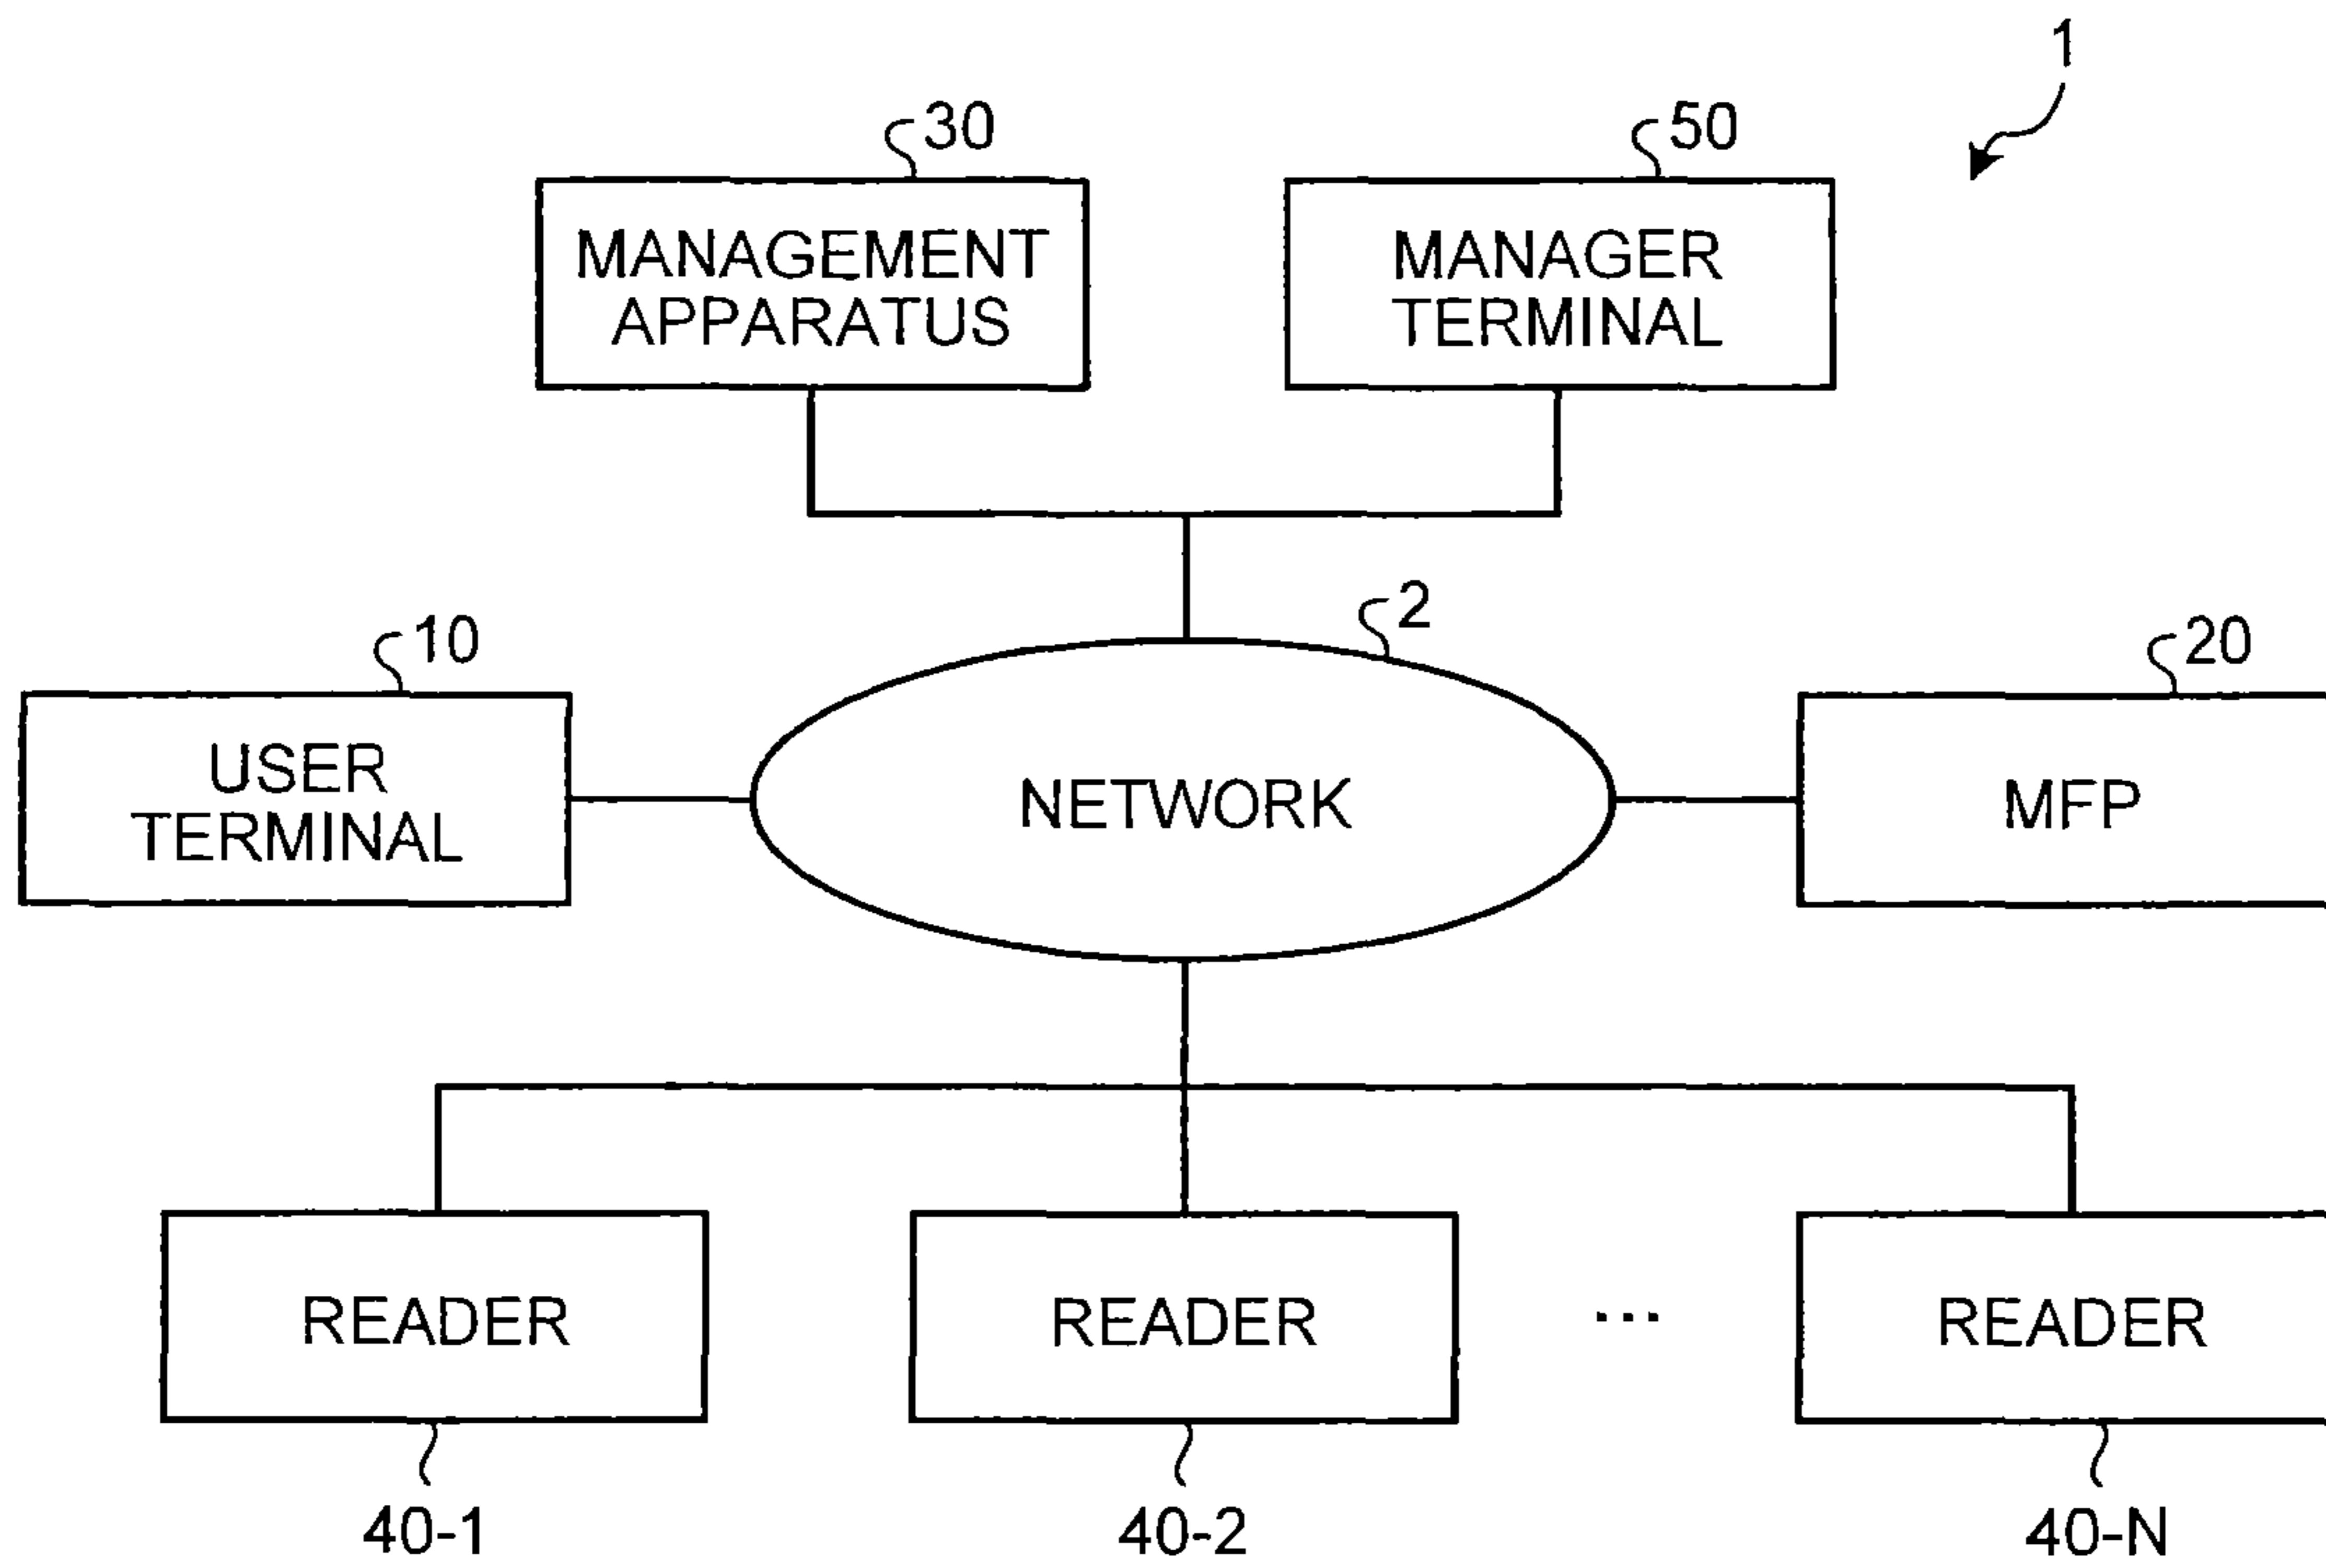 1
30
50
MANAGEMENT
APPARATUS
MANAGER
TERMINAL
2
10
20
USER
TERMINAL
NETWORK
MFP
READER
READER
...
READER
40-1
40-2
40-N